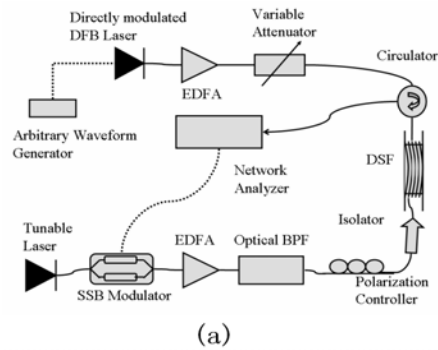 Directly modulated
DFB Laser
Variable
Attenuator
Circulator
EDFA
Arbitrary Waveform
Generator
Network
Analyzer
DSF
Isolator
Tunable
Laser
EDFA
Optical BPF
SSB Modulator
Polarization
Controller
(a)